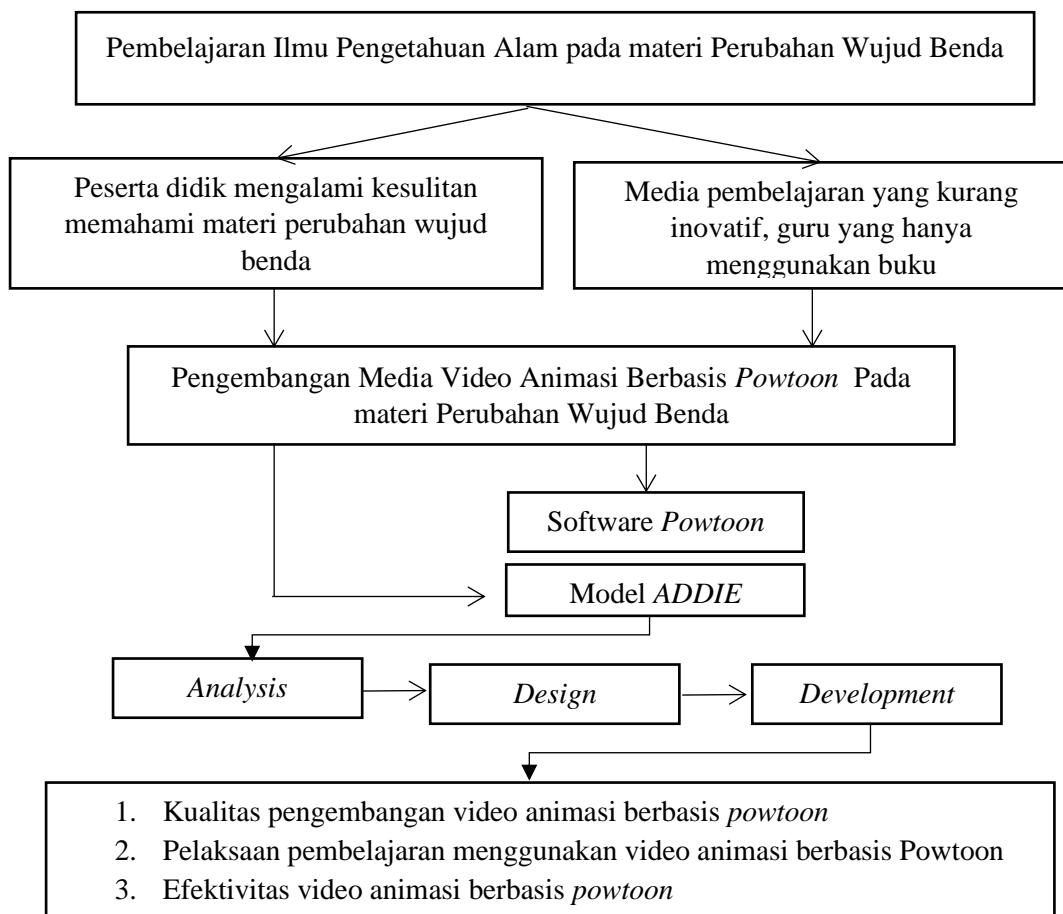 Pembelajaran Ilmu Pengetahuan Alam pada materi Perubahan Wujud Benda
Peserta didik mengalami kesulitan
memahami materi perubahan wujud
benda
Media pembelajaran yang kurang
inovatif, guru yang hanya
menggunakan buku
Pengembangan Media Video Animasi Berbasis Powtoon Pada
materi Perubahan Wujud Benda
Software Powtoon
Model ADDIE
Analysis
Design
Development
1. Kualitas pengembangan video animasi berbasis powtoon
2. Pelaksaan pembelajaran menggunakan video animasi berbasis Powtoon
3. Efektivitas video animasi berbasis powtoon